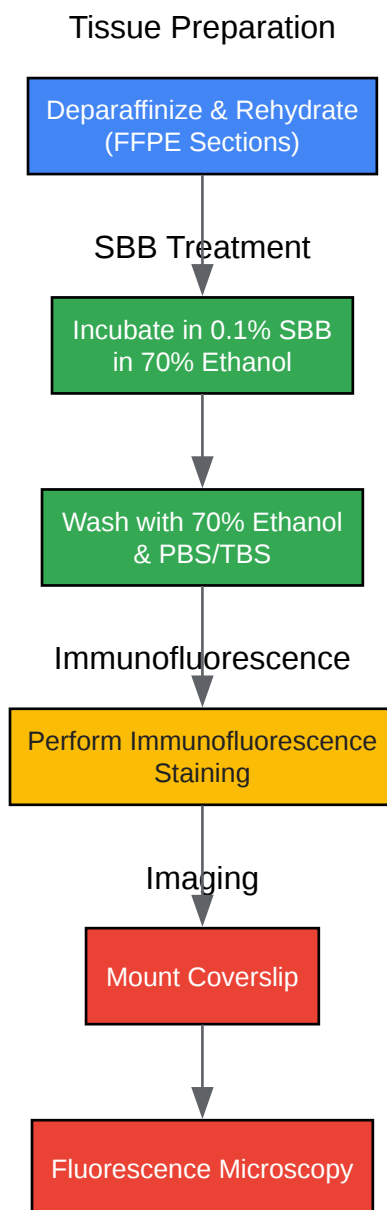 Tissue Preparation
Deparaffinize & Rehydrate
(FFPE Sections)
SBB Treatment
Incubate in 0.1% SBB
in 70% Ethanol
Wash with 70% Ethanol
& PBS/TBS
Immunofluorescence
Perform Immunofluorescence
Staining
Imaging
Mount Coverslip
Fluorescence Microscopy